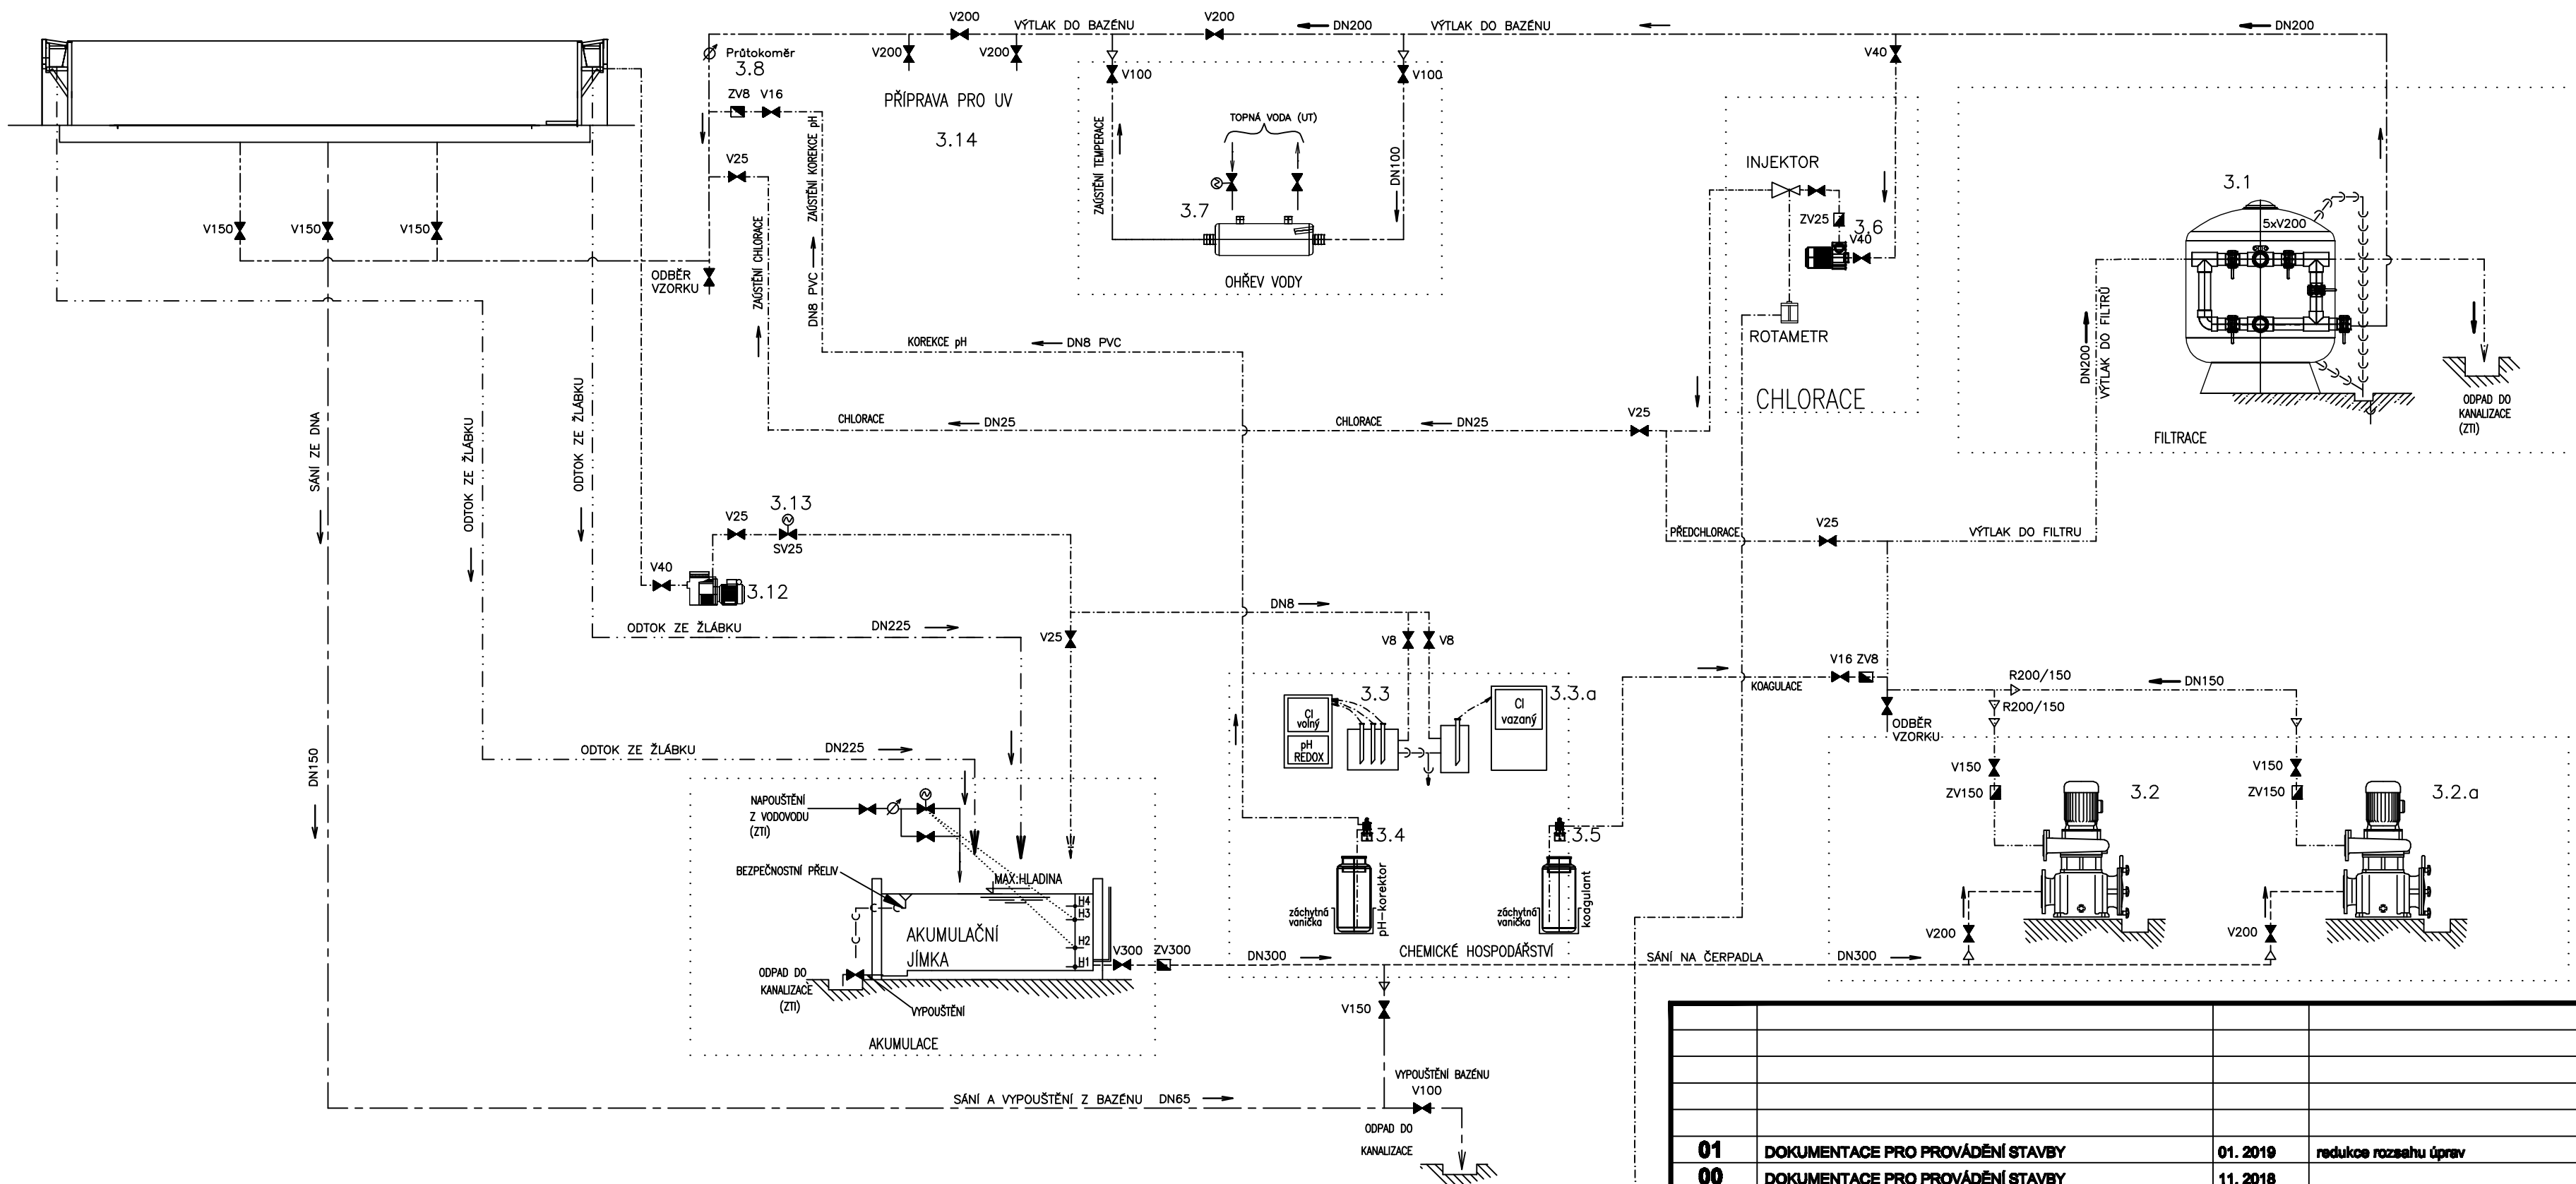 V200
VÝTLAK DO BAZÉNU
V200
DN200
VÝTLAK DO BAZÉNU
DN200
Průtokoměr
3.8
V200
V200
V40
V100
V100
ZV8
V16
PŘÍPRAVA PRO UV
3.14
TOPNÁ VODA (UT)
ZAÚSTĚNÍ TEMPERACE
DN100
ZAÚSTĚNÍ KOREKCE pH
DN8 PVC
V25
ZAÚSTĚNÍ CHLORACE
INJEKTOR
3.7
ZV25
3.6
V40
3.1
5xV200
V150
V150
V150
ODBĚR
VZORKU
OHŘEV VODY
ROTAMETR
KOREKCE pH
DN8 PVC
CHLORACE
DN200
VÝTLAK DO FILTRŮ
ODPAD DO
KANALIZACE
(ZTI)
FILTRACE
SÁNÍ ZE DNA
ODTOK ZE ŽLÁBKU
ODTOK ZE ŽLÁBKU
CHLORACE
DN25
CHLORACE
DN25
V25
3.13
V25
SV25
PŘEDCHLORACE
V25
VÝTLAK DO FILTRU
V40
3.12
DN8
ODTOK ZE ŽLÁBKU
DN225
V25
V8
V8
V16
ZV8
KOAGULACE
R200/150
DN150
R200/150
3.3
3.3.a
Cl
volný
pH
REDOX
Cl
vazaný
ODBĚR
VZORKU
ODTOK ZE ŽLÁBKU
DN225
DN150
V150
ZV150
3.2
V150
ZV150
3.2.a
NAPOUŠTĚNÍ
Z VODOVODU
(ZTI)
3.4
3.5
BEZPEČNOSTNÍ PŘELIV
MAX.HLADINA
H4
H3
H2
H1
AKUMULAČNÍ
JÍMKA
záchytná
vanička
pH-korektor
záchytná
vanička
koagulant
V300
ZV300
DN300
CHEMICKÉ HOSPODÁŘSTVÍ
SÁNÍ NA ČERPADLA
DN300
V200
V200
ODPAD DO
KANALIZACE
(ZTI)
VYPOUŠTĚNÍ
AKUMULACE
V150
VYPOUŠTĚNÍ BAZÉNU
V100
SÁNÍ A VYPOUŠTĚNÍ Z BAZÉNU
DN65
ODPAD DO
KANALIZACE
01 DOKUMENTACE PRO PROVÁDĚNÍ STAVBY 01. 2019 redukce rozsahu úprav
00 DOKUMENTACE PRO PROVÁDĚNÍ STAVBY 11. 2018